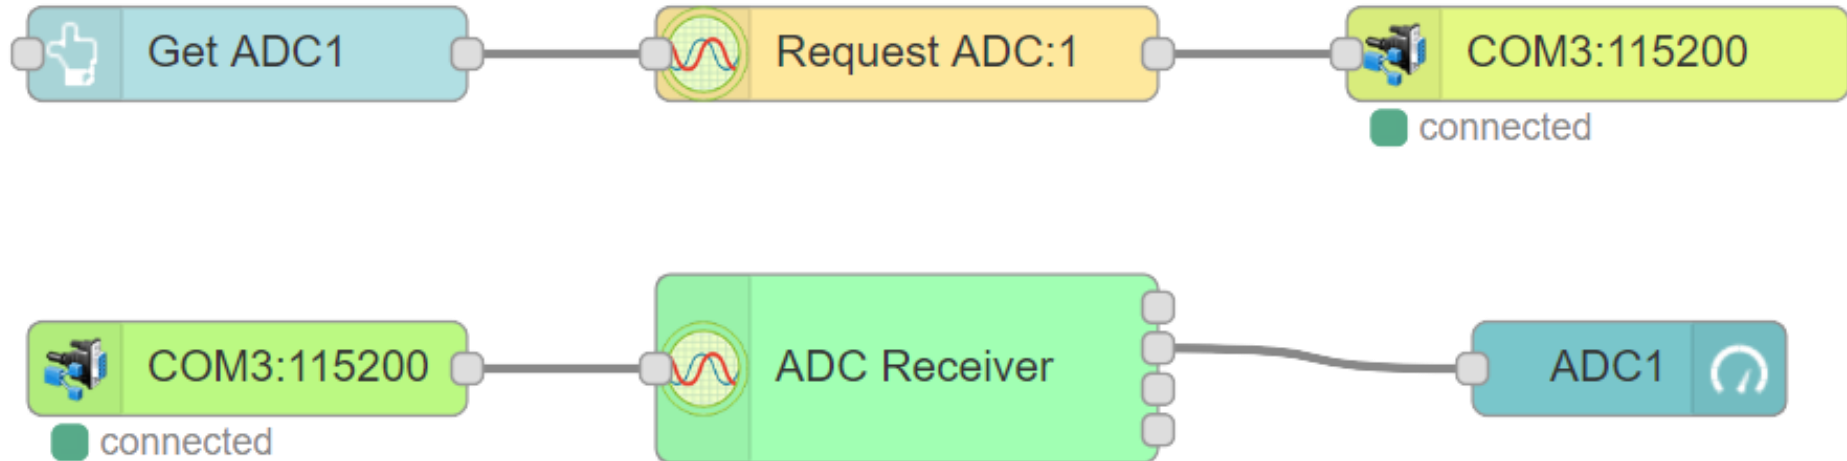 Get ADC1
Request ADC:1
COM3:115200
connected
COM3:115200
ADC Receiver
ADC1
connected